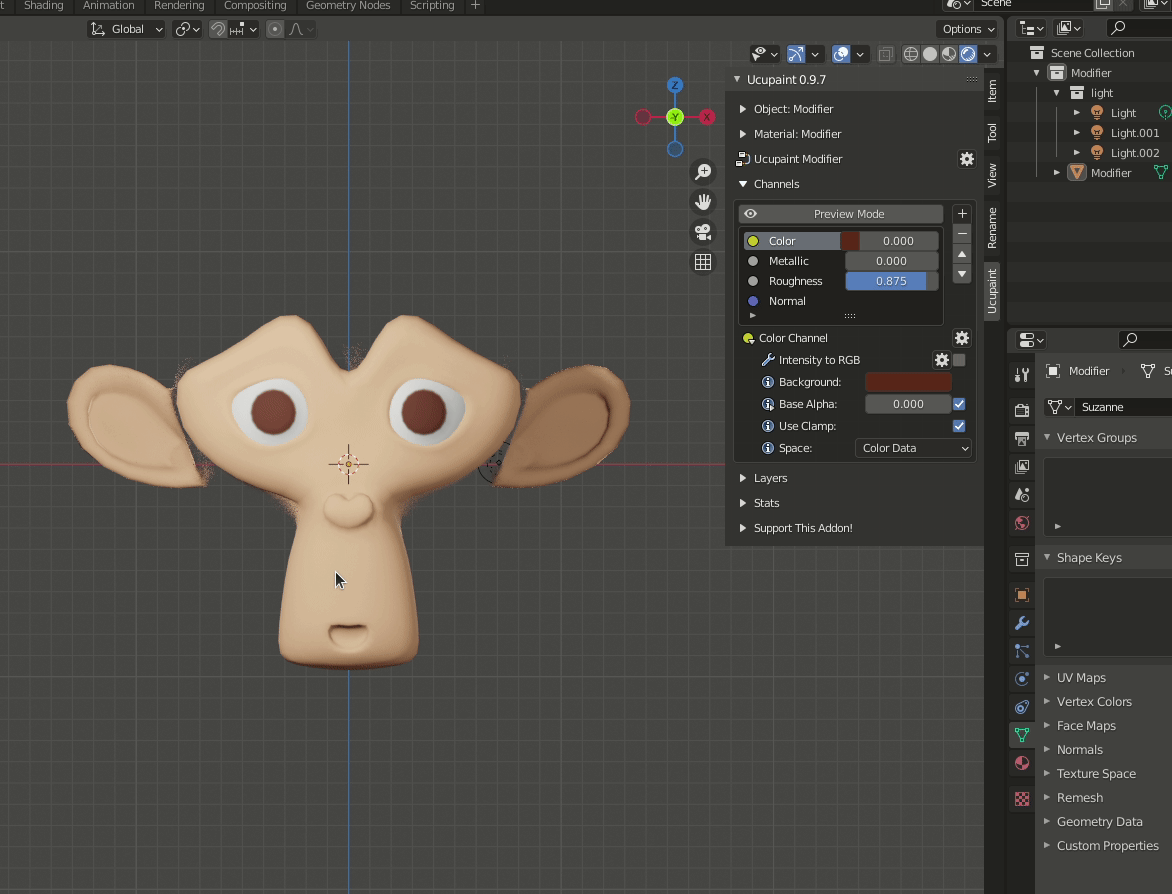 Shading Animation Rendering Compositing Geometry Nodes Scripting +
Scene
Global
Options
Z
-Y
X
Ucupaint 0.9.7
Object: Modifier
Material: Modifier
Ucupaint Modifier
Channels
Preview Mode
Color 0.000
Metallic 0.000
Roughness 0.875
Normal
Color Channel
Intensity to RGB
Background:
Base Alpha: 0.000
Use Clamp:
Space: Color Data
Layers
Stats
Support This Addon!
Item
Tool
View
Rename
Ucupaint
Scene Collection
Modifier
light
Light
Light.001
Light.002
Modifier
Modifier
Suzanne
Vertex Groups
Shape Keys
UV Maps
Vertex Colors
Face Maps
Normals
Texture Space
Remesh
Geometry Data
Custom Properties